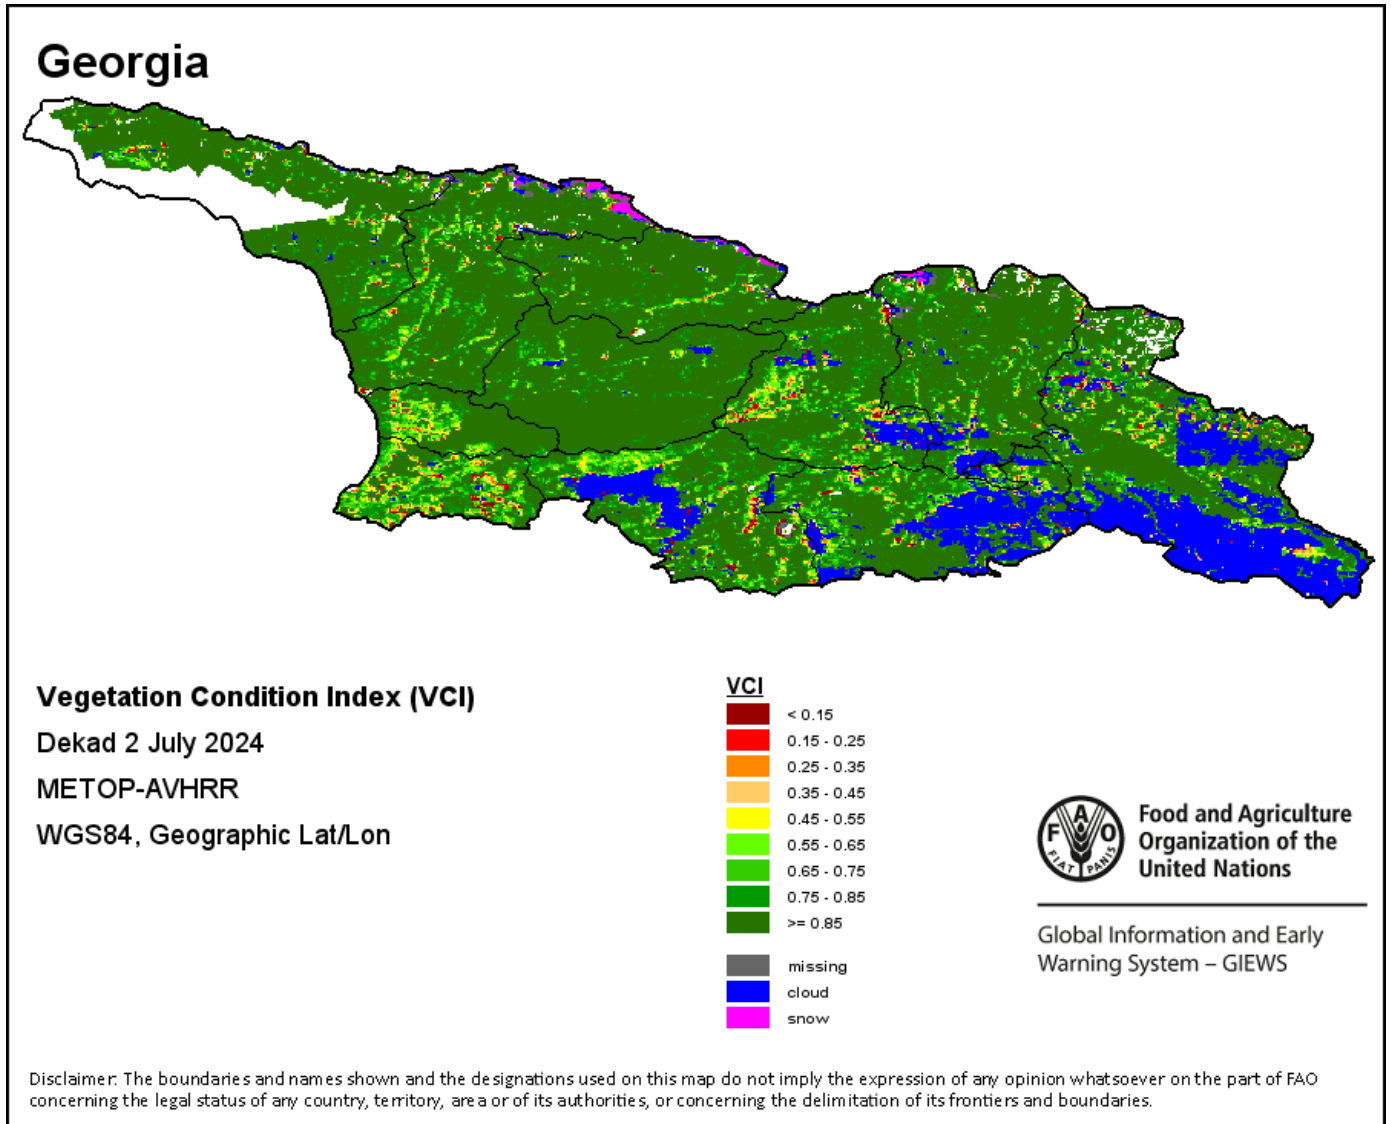 Georgia
Vegetation Condition Index (VCI)
Dekad 2 July 2024
METOP-AVHRR
WGS84, Geographic Lat/Lon
VCI
< 0.15
0.15 - 0.25
0.25 - 0.35
0.35 - 0.45
0.45 - 0.55
0.55 - 0.65
0.65 - 0.75
0.75 - 0.85
>= 0.85
missing
cloud
snow
F A O
FIAT PANIS
Food and Agriculture
Organization of the
United Nations
Global Information and Early
Warning System – GIEWS
Disclaimer: The boundaries and names shown and the designations used on this map do not imply the expression of any opinion whatsoever on the part of FAO
concerning the legal status of any country, territory, area or of its authorities, or concerning the delimitation of its frontiers and boundaries.